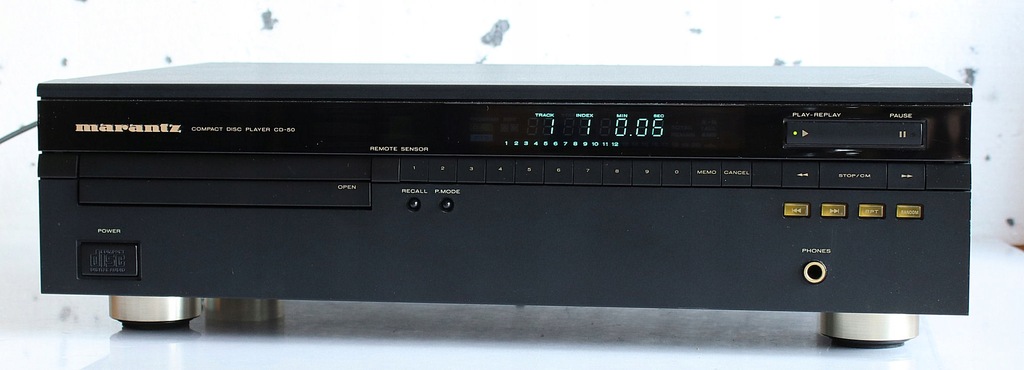 TRACK INDEX MIN SEC
1 1 0.06
1 2 3 4 5 6 7 8 9 10 11 12
PLAY-REPLAY PAUSE
marantz COMPACT DISC PLAYER CD-50
REMOTE SENSOR
1 2 3 4 5 6 7 8 9 0 MEMO CANCEL STOP/CM
OPEN
RECALL P.MODE
RPT RANDOM
POWER
disc
PHONES